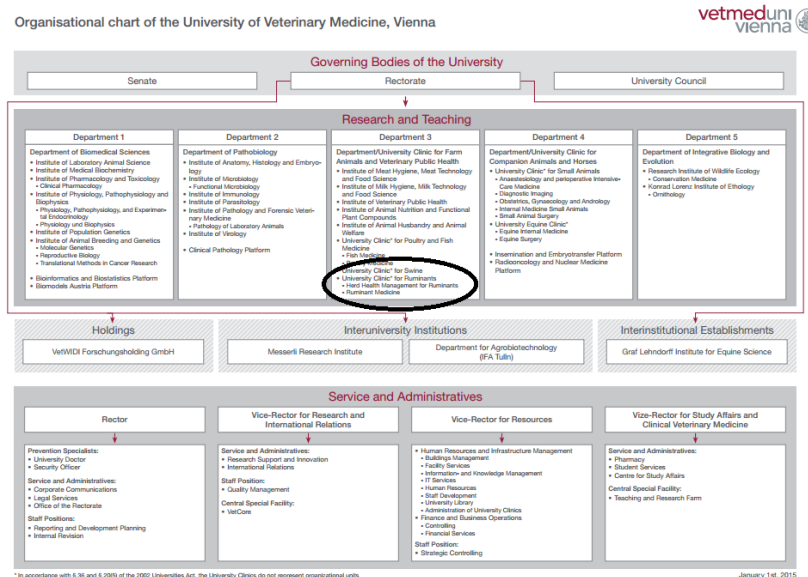 vetmeduni
vienna
Organisational chart of the University of Veterinary Medicine, Vienna
Governing Bodies of the University
Senate
Rectorate
University Council
Research and Teaching
Department 1
Department of Biomedical Sciences
• Institute of Laboratory Animal Science
• Institute of Medical Biochemistry
• Institute of Pharmacology and Toxicology
• Clinical Pharmacology
• Institute of Physiology, Pathophysiology and
Biophysics
• Physiology, Pathophysiology, and Experimen-
tal Endocrinology
• Physiology und Biophysics
• Institute of Population Genetics
• Institute of Animal Breeding and Genetics
• Molecular Genetics
• Reproductive Biology
• Translational Methods in Cancer Research
• Bioinformatics and Biostatistics Platform
• Biomodels Austria Platform
Department 2
Department of Pathobiology
• Institute of Anatomy, Histology and Embryo-
logy
• Institute of Microbiology
• Functional Microbiology
• Institute of Immunology
• Institute of Parasitology
• Institute of Pathology and Forensic Veteri-
nary Medicine
• Pathology of Laboratory Animals
• Institute of Virology
• Clinical Pathology Platform
Department 3
Department/University Clinic for Farm
Animals and Veterinary Public Health
• Institute of Meat Hygiene, Meat Technology
and Food Science
• Institute of Milk Hygiene, Milk Technology
and Food Science
• Institute of Veterinary Public Health
• Institute of Animal Nutrition and Functional
Plant Compounds
• Institute of Animal Husbandry and Animal
Welfare
• University Clinic* for Poultry and Fish
Medicine
• Fish Medicine
Medicine
University Clinic* for Swine
• University Clinic* for Ruminants
• Herd Health Management for Ruminants
• Ruminant Medicine
Department 4
Department/University Clinic for
Companion Animals and Horses
• University Clinic* for Small Animals
• Anaesthesiology and perioperative Intensive-
Care Medicine
• Diagnostic Imaging
• Obstetrics, Gynaecology and Andrology
• Internal Medicine Small Animals
• Small Animal Surgery
• University Equine Clinic*
• Equine Internal Medicine
• Equine Surgery
• Insemination and Embryotransfer Platform
• Radiooncology and Nuclear Medicine
Platform
Department 5
Department of Integrative Biology and
Evolution
• Research Institute of Wildlife Ecology
• Conservation Medicine
• Konrad Lorenz Institute of Ethology
• Ornithology
Holdings
VetWIDI Forschungsholding GmbH
Interuniversity Institutions
Messerli Research Institute
Department for Agrobiotechnology
(IFA Tulln)
Interinstitutional Establishments
Graf Lehndorff Institute for Equine Science
Service and Administratives
Rector
Prevention Specialists:
• University Doctor
• Security Officer
Service and Administratives:
• Corporate Communications
• Legal Services
• Office of the Rectorate
Staff Positions:
• Reporting and Development Planning
• Internal Revision
Vice-Rector for Research and
International Relations
Service and Administratives:
• Research Support and Innovation
• International Relations
Staff Position:
• Quality Management
Central Special Facility:
• VetCore
Vice-Rector for Resources
• Human Resources and Infrastructure Management
• Buildings Management
• Facility Services
• Information- and Knowledge Management
• IT Services
• Human Resources
• Staff Development
• University Library
• Administration of University Clinics
• Finance and Business Operations
• Controlling
• Financial Services
Staff Position:
• Strategic Controlling
Vize-Rector for Study Affairs and
Clinical Veterinary Medicine
Service and Administratives:
• Pharmacy
• Student Services
• Centre for Study Affairs
Central Special Facility:
• Teaching and Research Farm
* In accordance with § 35 and § 20(5) of the 2002 Universities Act, the University Clinics do not represent organizational units
January 1st, 2015